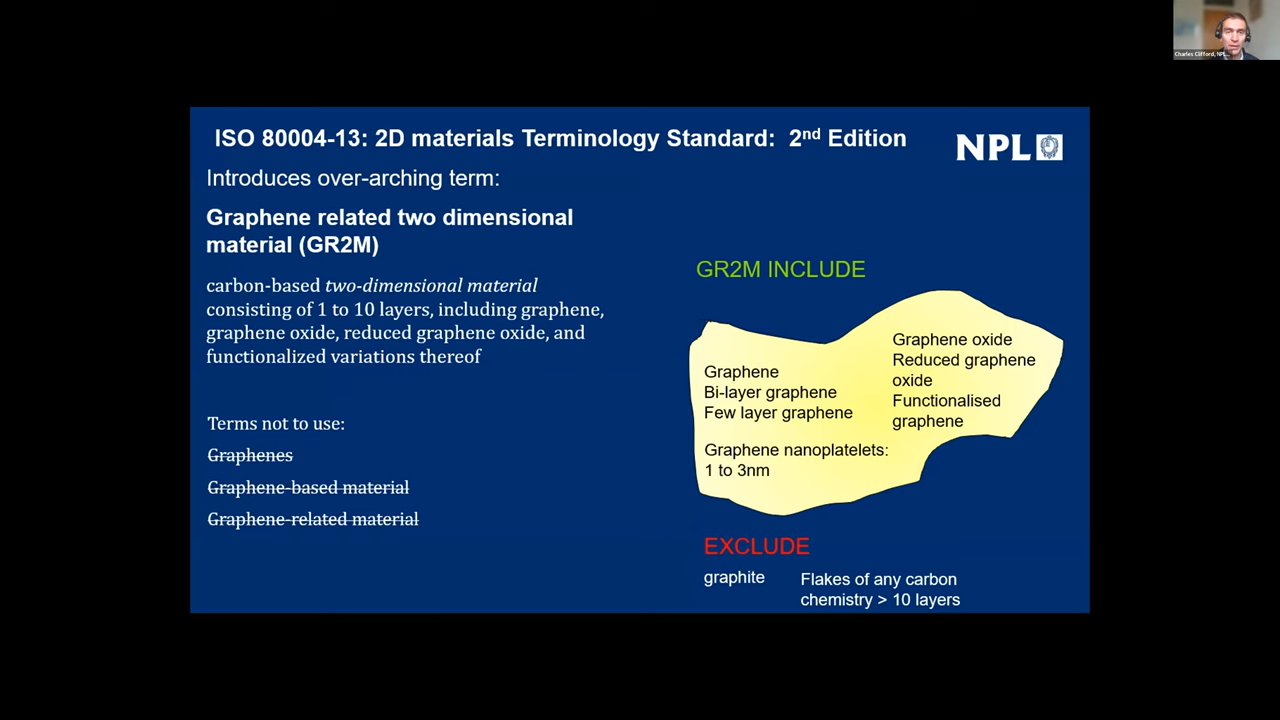 Charles Clifford, NPL...
ISO 80004-13: 2D materials Terminology Standard: 2nd Edition
NPL
Introduces over-arching term:
Graphene related two dimensional
material (GR2M)
carbon-based two-dimensional material
consisting of 1 to 10 layers, including graphene,
graphene oxide, reduced graphene oxide, and
functionalized variations thereof
Terms not to use:
Graphenes
Graphene-based material
Graphene-related material
GR2M INCLUDE
Graphene
Bi-layer graphene
Few layer graphene
Graphene nanoplatelets:
1 to 3nm
Graphene oxide
Reduced graphene
oxide
Functionalised
graphene
EXCLUDE
graphite
Flakes of any carbon
chemistry > 10 layers